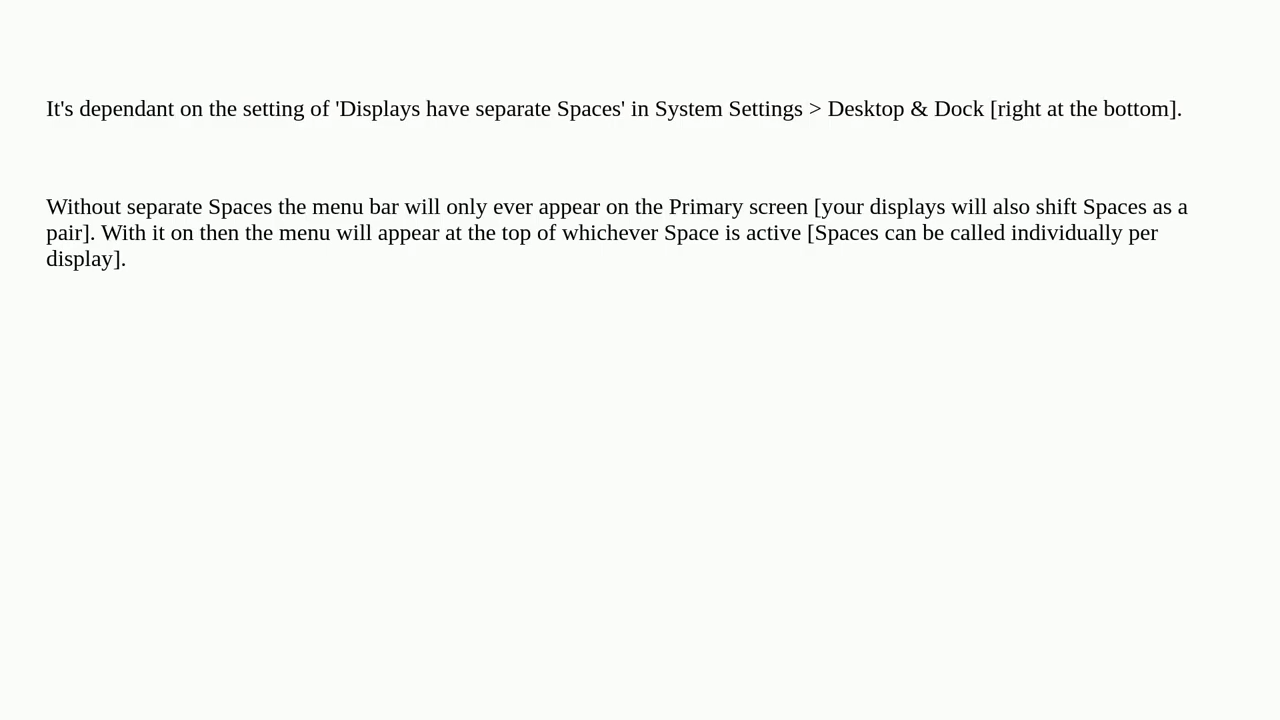 It's dependant on the setting of 'Displays have separate Spaces' in System Settings > Desktop & Dock [right at the bottom].
Without separate Spaces the menu bar will only ever appear on the Primary screen [your displays will also shift Spaces as a
pair]. With it on then the menu will appear at the top of whichever Space is active [Spaces can be called individually per
display].